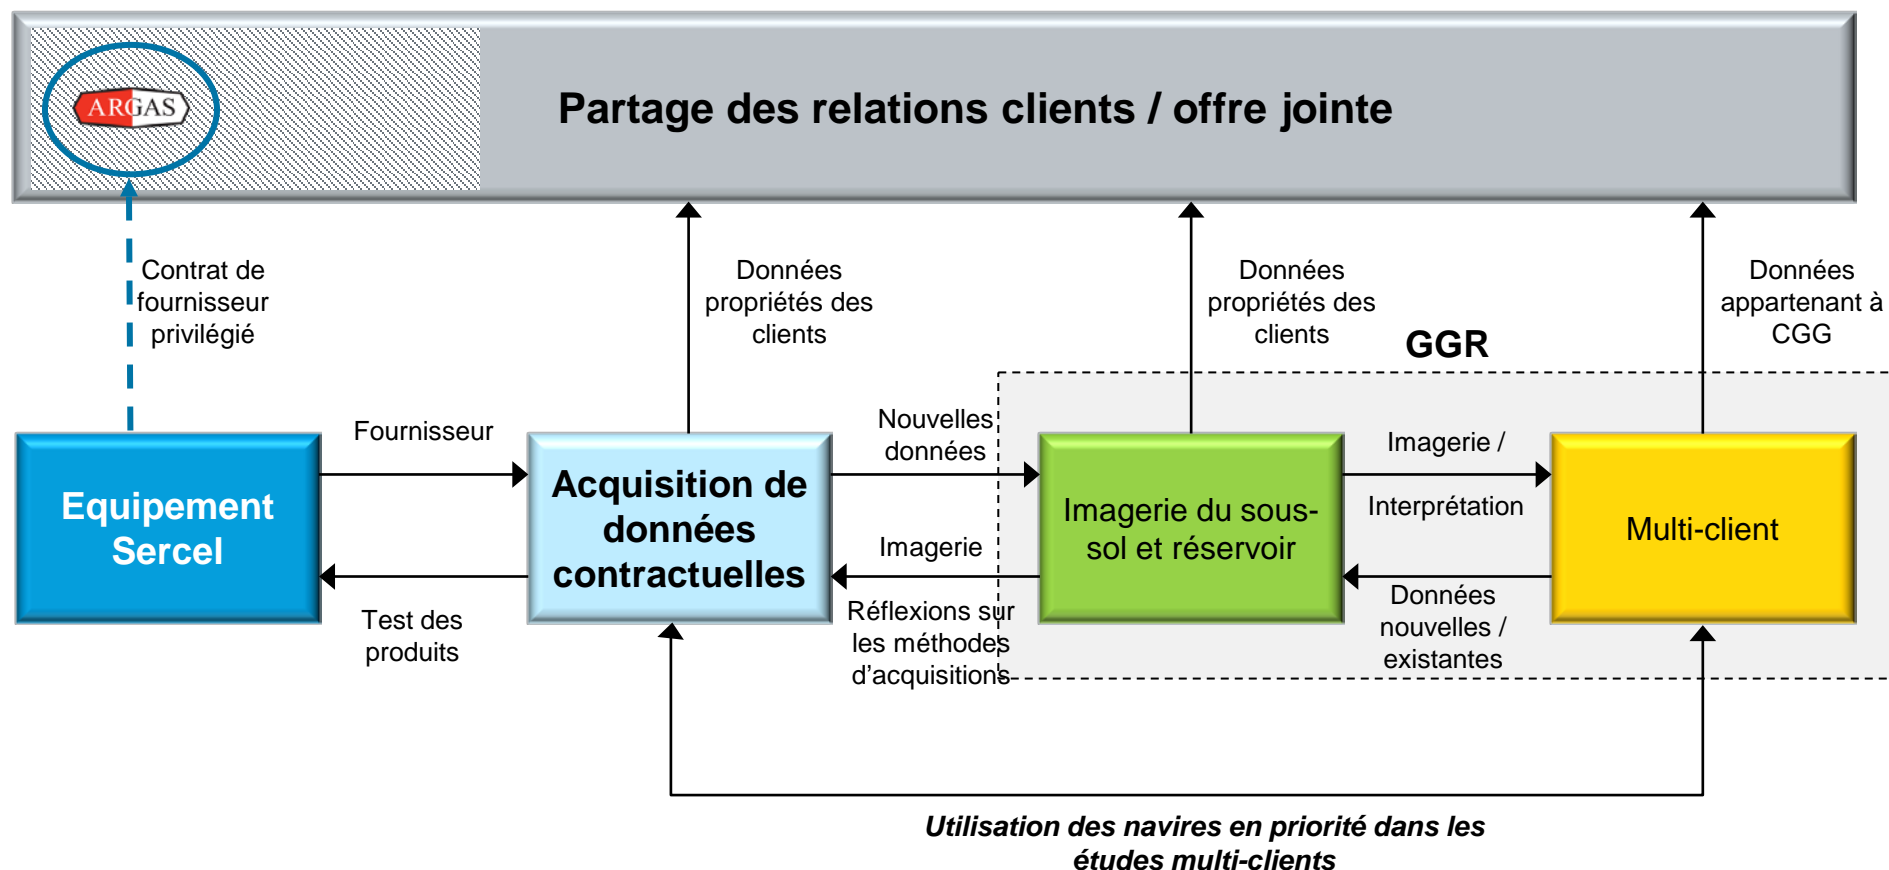 ARGAS
Partage des relations clients / offre jointe
Contrat de
fournisseur
privilégié
Données
propriétés des
clients
Données
propriétés des
clients
Données
appartenant à
CGG
GGR
Equipement
Sercel
Fournisseur
Test des
produits
Acquisition de
données
contractuelles
Nouvelles
données
Imagerie
Réflexions sur
les méthodes
d'acquisitions
Imagerie du sous-
sol et réservoir
Imagerie /
Interprétation
Données
nouvelles /
existantes
Multi-client
Utilisation des navires en priorité dans les
études multi-clients